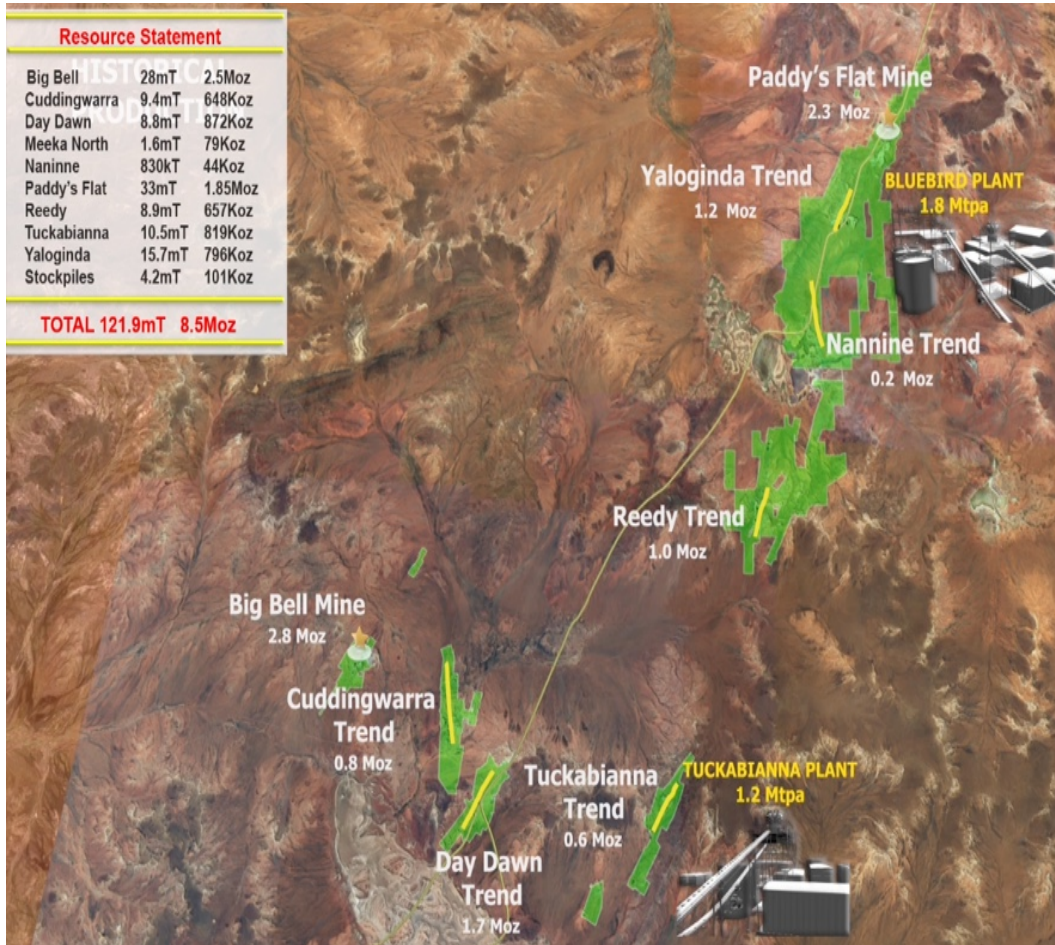 Resource Statement
HISTORICAL
PRODUCTION
Big Bell 28mT 2.5Moz
Cuddingwarra 9.4mT 648Koz
Day Dawn 8.8mT 872Koz
Meeka North 1.6mT 79Koz
Naninne 830kT 44Koz
Paddy's Flat 33mT 1.85Moz
Reedy 8.9mT 657Koz
Tuckabianna 10.5mT 819Koz
Yaloginda 15.7mT 796Koz
Stockpiles 4.2mT 101Koz
TOTAL 121.9mT 8.5Moz
Paddy's Flat Mine
2.3 Moz
Yaloginda Trend
1.2 Moz
BLUEBIRD PLANT
1.8 Mtpa
Nannine Trend
0.2 Moz
Reedy Trend
1.0 Moz
Big Bell Mine
2.8 Moz
Cuddingwarra
Trend
0.8 Moz
Tuckabianna
Trend
0.6 Moz
TUCKABIANNA PLANT
1.2 Mtpa
Day Dawn
Trend
1.7 Moz